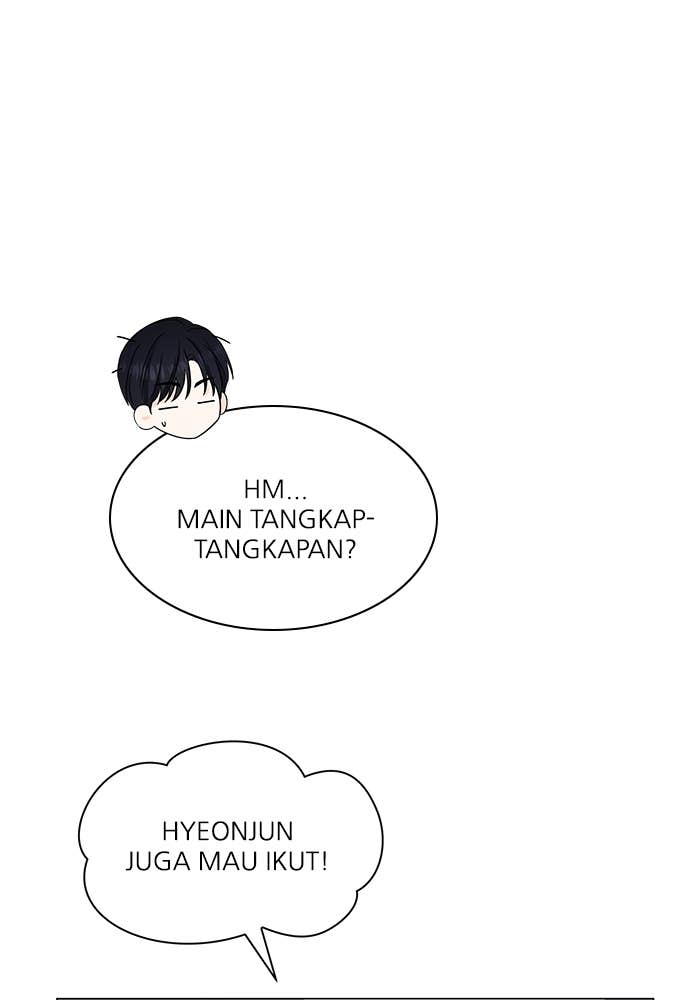 HM...
MAIN TANGKAP-
TANGKAPAN?
HYEONJUN
JUGA MAU IKUT!